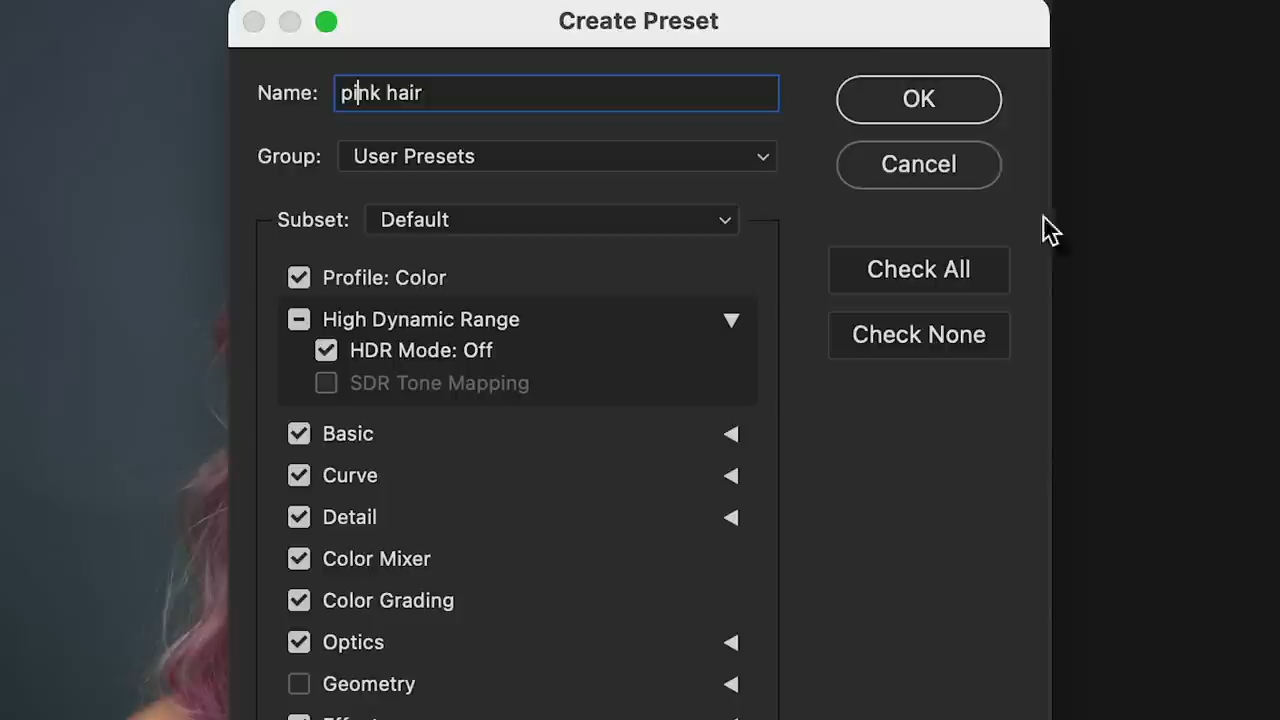 Create Preset
Name: pink hair
OK
Group: User Presets
Cancel
Subset: Default
Profile: Color
Check All
High Dynamic Range
HDR Mode: Off
Check None
SDR Tone Mapping
Basic
Curve
Detail
Color Mixer
Color Grading
Optics
Geometry